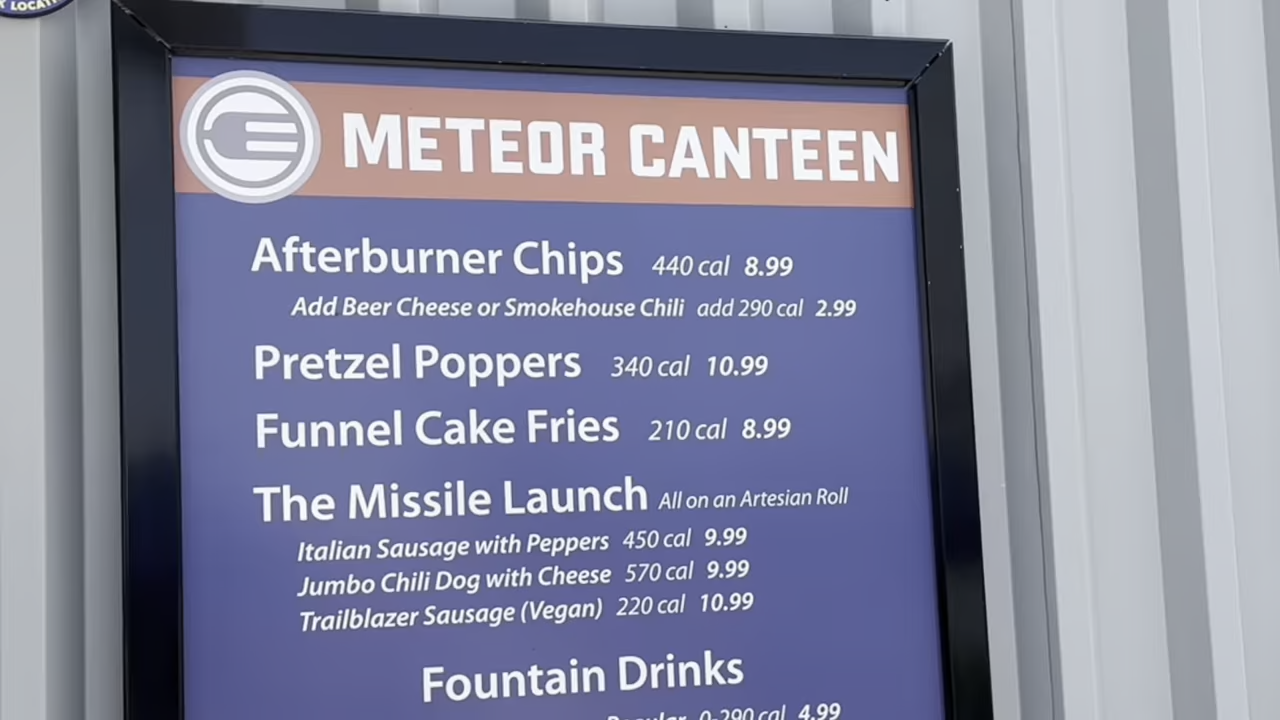 LOCAT
METEOR CANTEEN
Afterburner Chips 440 cal 8.99
Add Beer Cheese or Smokehouse Chili add 290 cal 2.99
Pretzel Poppers 340 cal 10.99
Funnel Cake Fries 210 cal 8.99
The Missile Launch All on an Artesian Roll
Italian Sausage with Peppers 450 cal 9.99
Jumbo Chili Dog with Cheese 570 cal 9.99
Trailblazer Sausage (Vegan) 220 cal 10.99
Fountain Drinks
Regular 0-290 cal 4.99